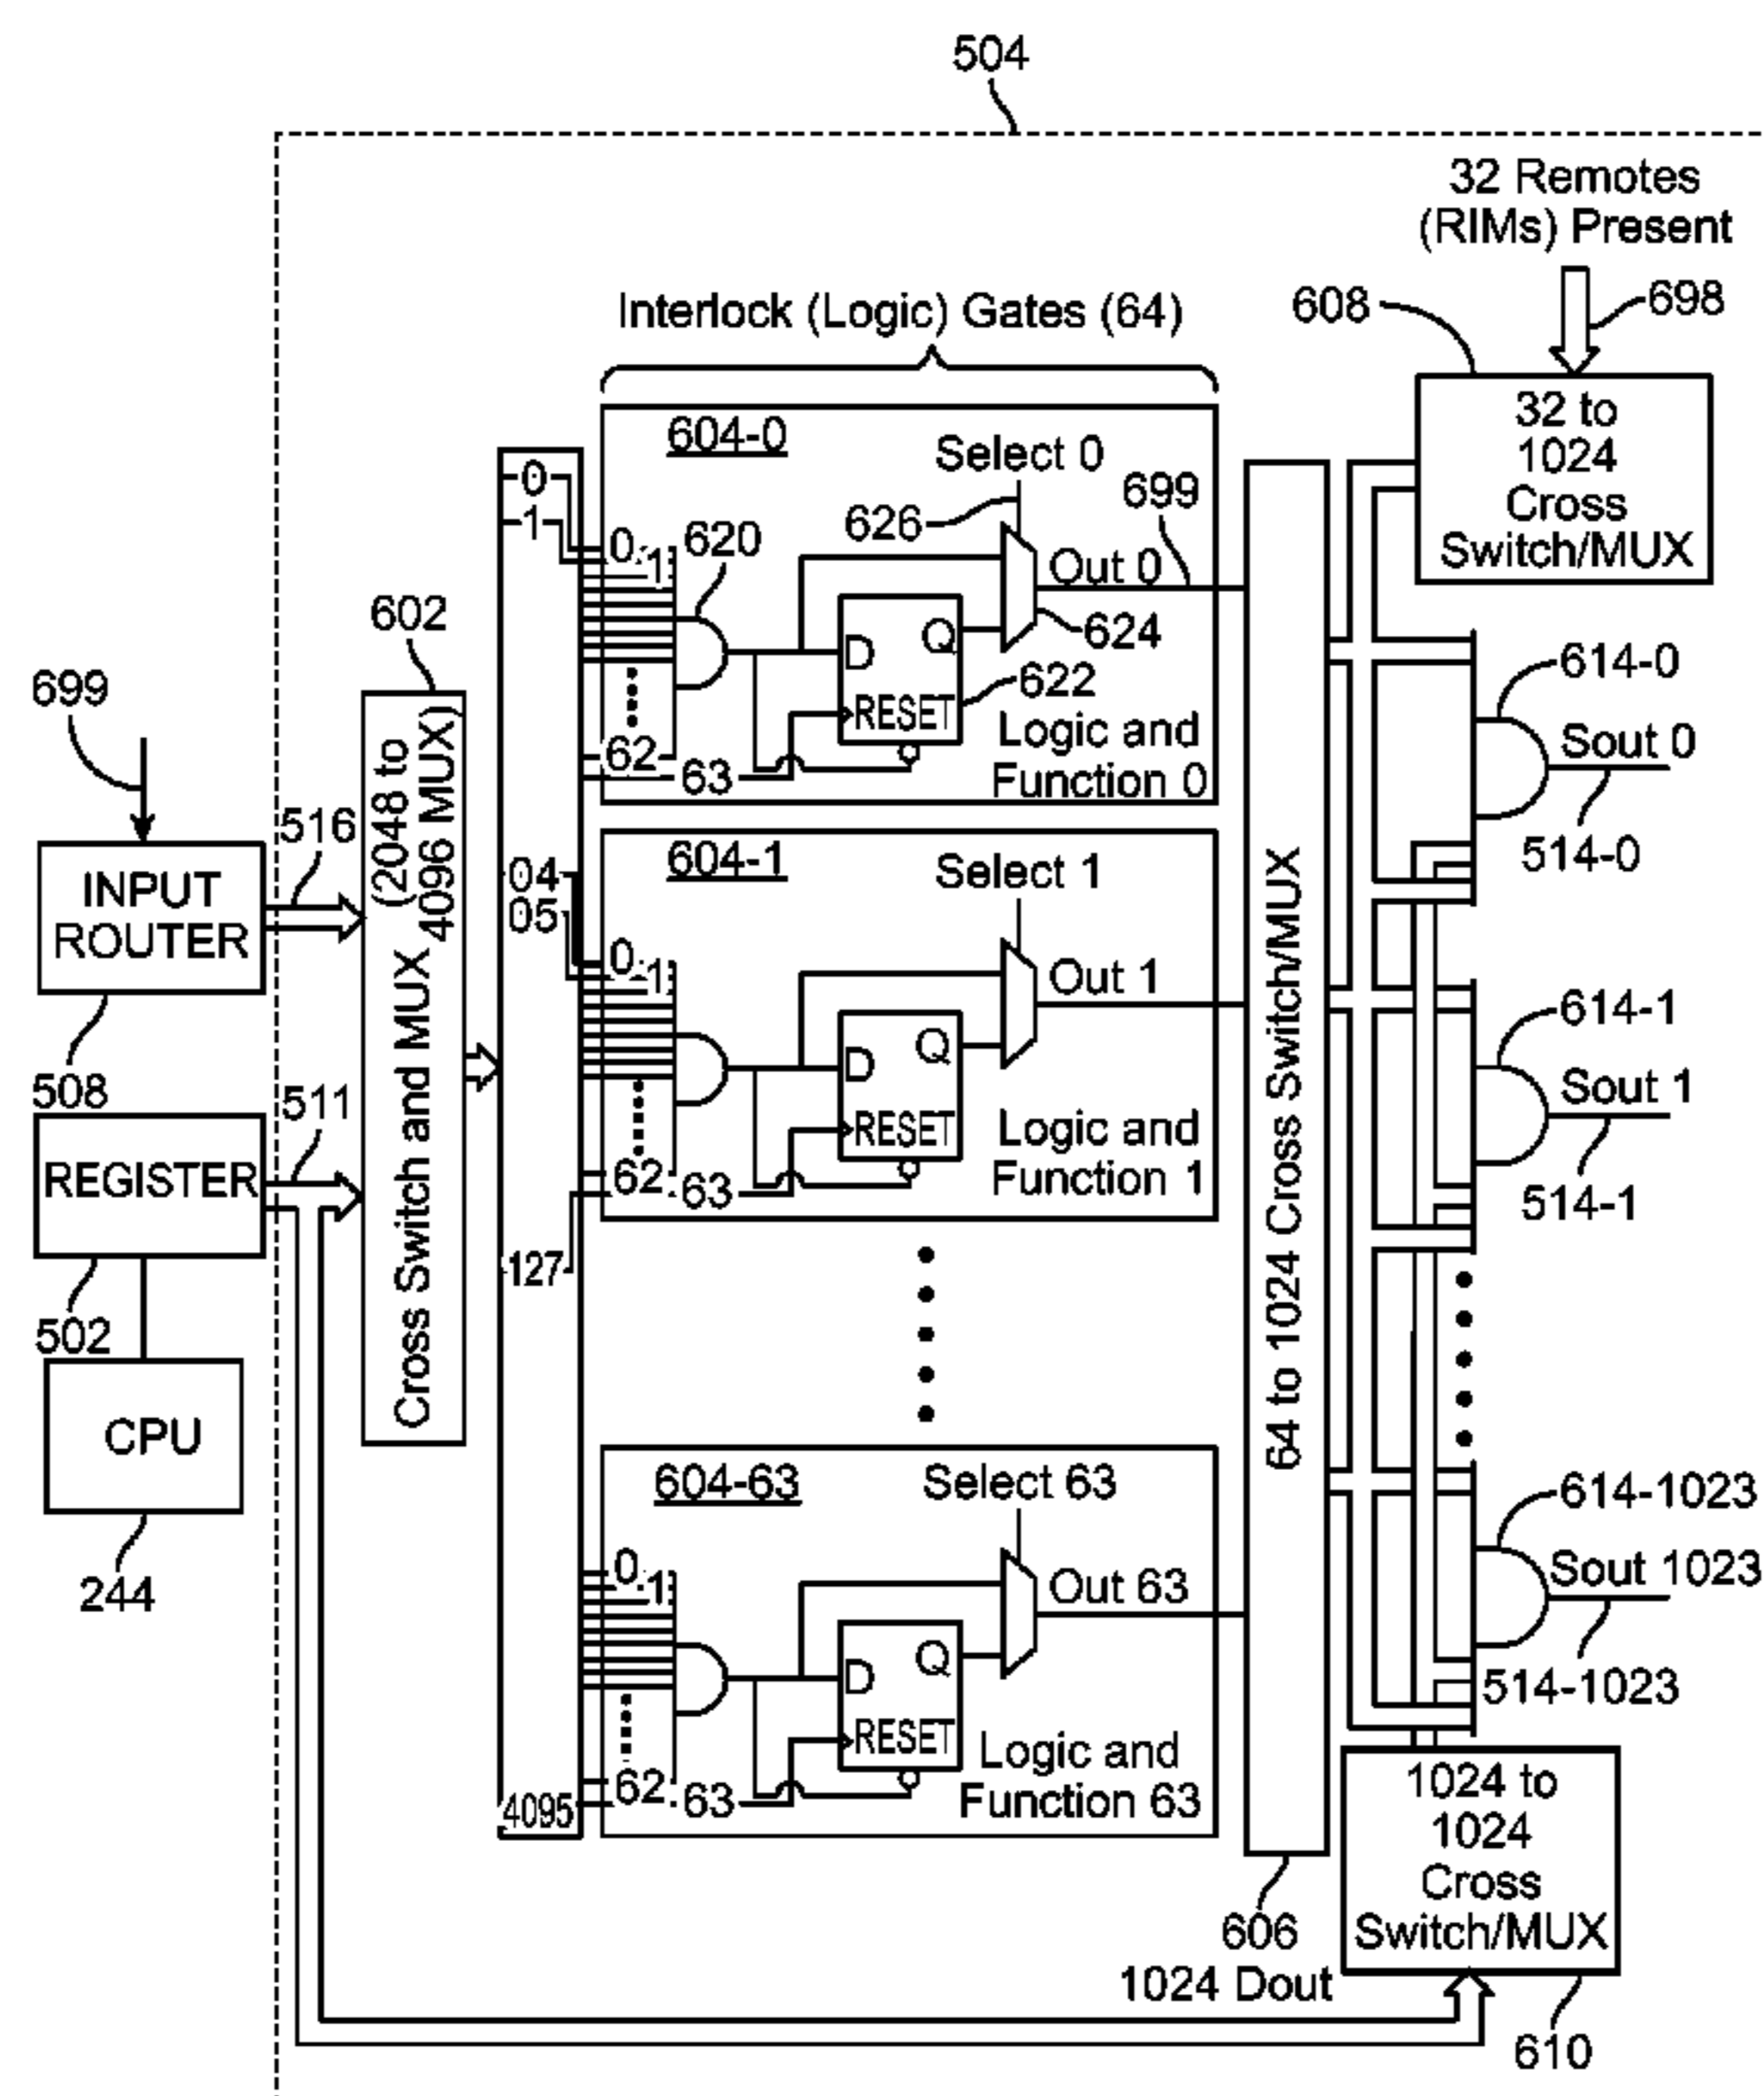 504
32 Remotes
(RIMs) Present
608
698
Interlock (Logic) Gates (64)
32 to
1024
Cross
Switch/MUX
604-0
Select 0
699
626
0
1
0
1
620
Out 0
624
602
Q
D
622
RESET
Logic and
Function 0
62
63
614-0
Sout 0
514-0
699
516
INPUT
ROUTER
508
Cross Switch and MUX (2048 to
4096 MUX)
04
05
604-1
Select 1
0
1
Out 1
Q
D
RESET
Logic and
Function 1
62
63
127
614-1
Sout 1
514-1
511
REGISTER
502
CPU
244
64 to 1024 Cross Switch/MUX
604-63
Select 63
0
1
Out 63
Q
D
RESET
Logic and
Function 63
62
63
4095
614-1023
Sout 1023
514-1023
1024 to
1024
Cross
Switch/MUX
606
1024 Dout
610